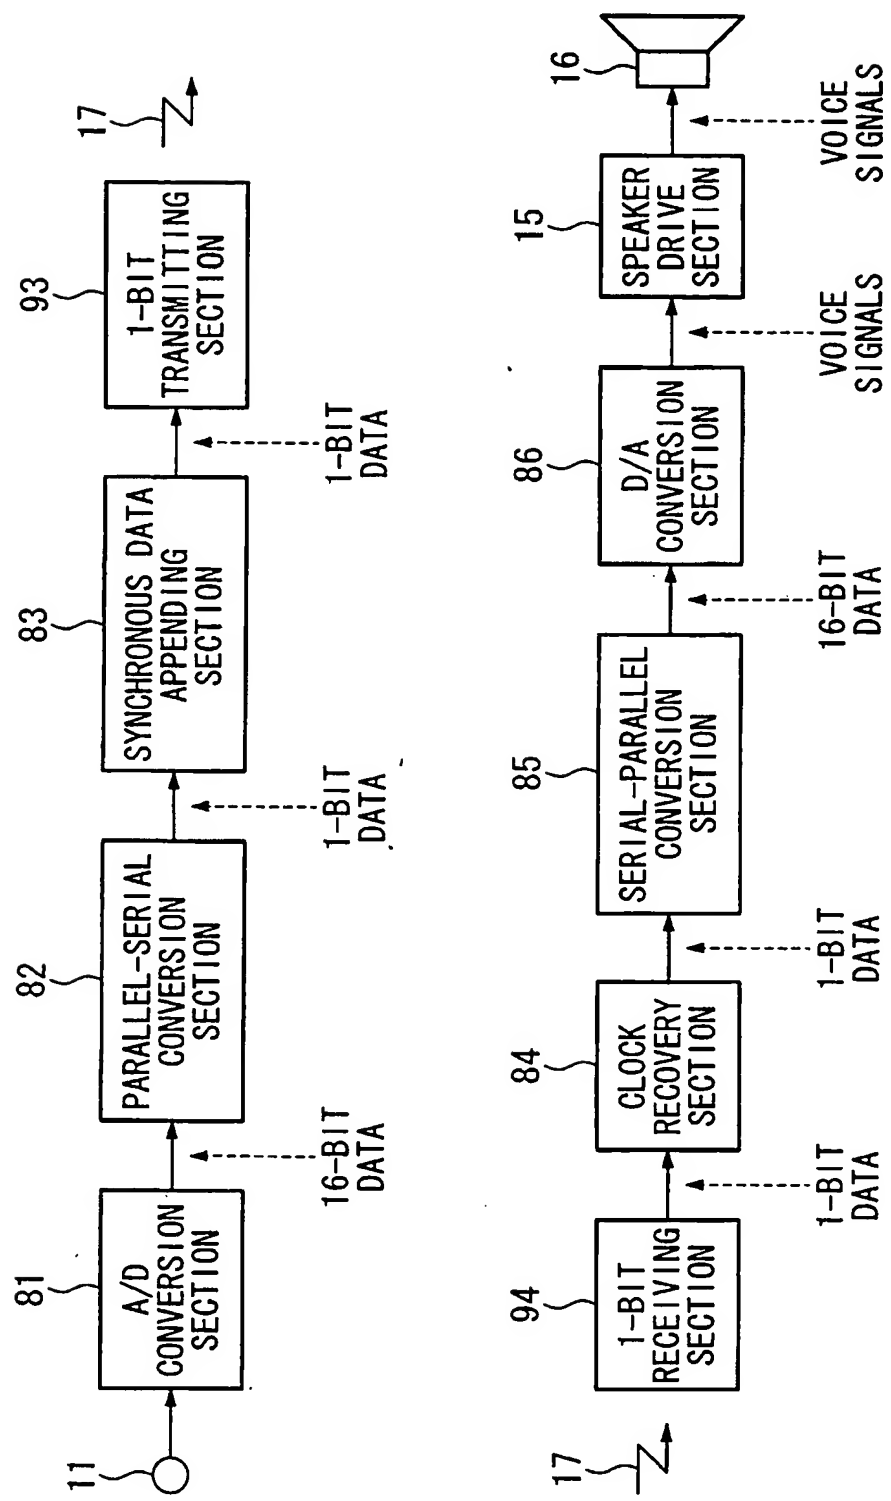 11
81
A/D
CONVERSION
SECTION
16-BIT
DATA
82
PARALLEL-SERIAL
CONVERSION
SECTION
1-BIT
DATA
83
SYNCHRONOUS DATA
APPENDING
SECTION
1-BIT
DATA
93
1-BIT
TRANSMITTING
SECTION
17
17
94
1-BIT
RECEIVING
SECTION
1-BIT
DATA
84
CLOCK
RECOVERY
SECTION
1-BIT
DATA
85
SERIAL-PARALLEL
CONVERSION
SECTION
16-BIT
DATA
86
D/A
CONVERSION
SECTION
VOICE
SIGNALS
15
SPEAKER
DRIVE
SECTION
VOICE
SIGNALS
16